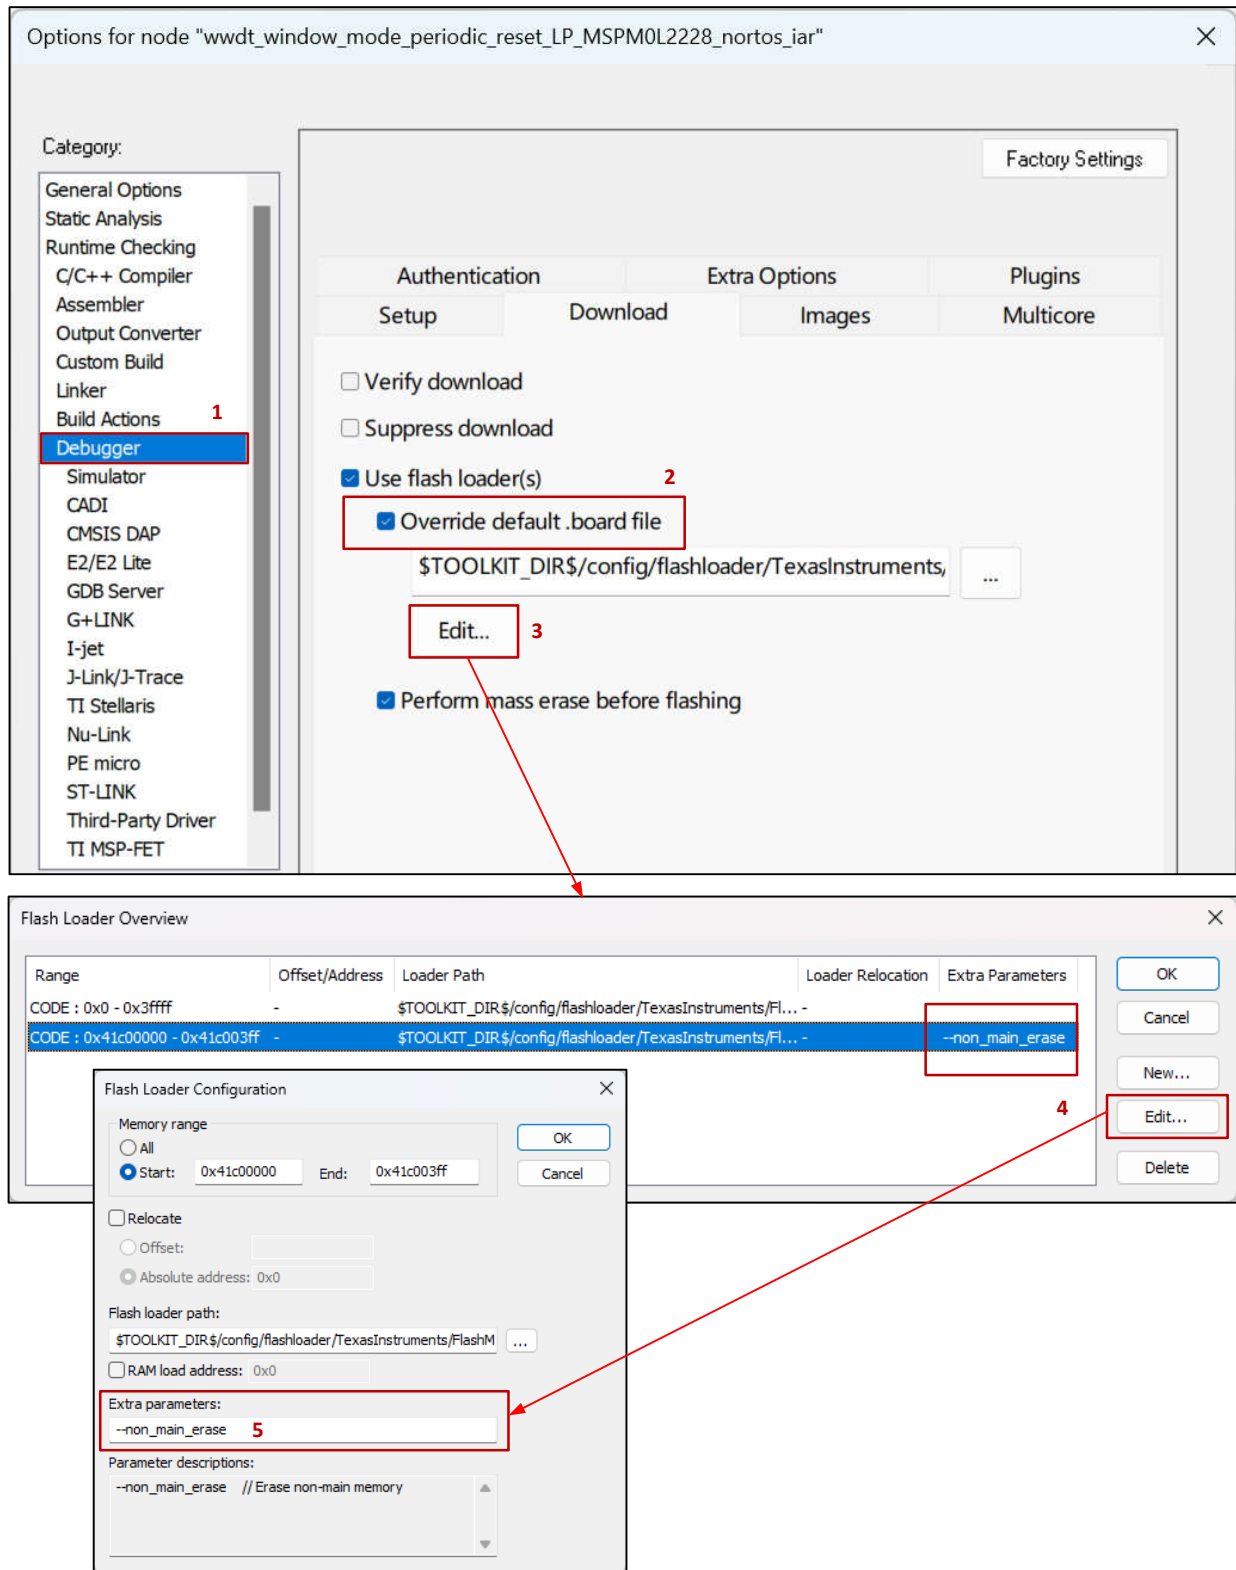 Options for node "wwdt_window_mode_periodic_reset_LP_MSPM0L2228_nortos_iar"
Category:
Factory Settings
General Options
Static Analysis
Runtime Checking
C/C++ Compiler
Assembler
Output Converter
Custom Build
Linker
Build Actions
1
Debugger
Simulator
CADI
CMSIS DAP
E2/E2 Lite
GDB Server
G+LINK
I-jet
J-Link/J-Trace
TI Stellaris
Nu-Link
PE micro
ST-LINK
Third-Party Driver
TI MSP-FET
Authentication Extra Options Plugins
Setup Download Images Multicore
Verify download
Suppress download
Use flash loader(s) 2
Override default .board file
$TOOLKIT_DIR$/config/flashloader/TexasInstruments, ...
Edit... 3
Perform mass erase before flashing
Flash Loader Overview
Range Offset/Address Loader Path Loader Relocation Extra Parameters
CODE : 0x0 - 0x3ffff - $TOOLKIT_DIR$/config/flashloader/TexasInstruments/Fl... -
CODE : 0x41c00000 - 0x41c003ff - $TOOLKIT_DIR$/config/flashloader/TexasInstruments/Fl... - --non_main_erase
OK
Cancel
New...
4 Edit...
Delete
Flash Loader Configuration
Memory range
All
Start: 0x41c00000 End: 0x41c003ff
OK
Cancel
Relocate
Offset:
Absolute address: 0x0
Flash loader path:
$TOOLKIT_DIR$/config/flashloader/TexasInstruments/FlashM ...
RAM load address: 0x0
Extra parameters:
--non_main_erase 5
Parameter descriptions:
--non_main_erase // Erase non-main memory